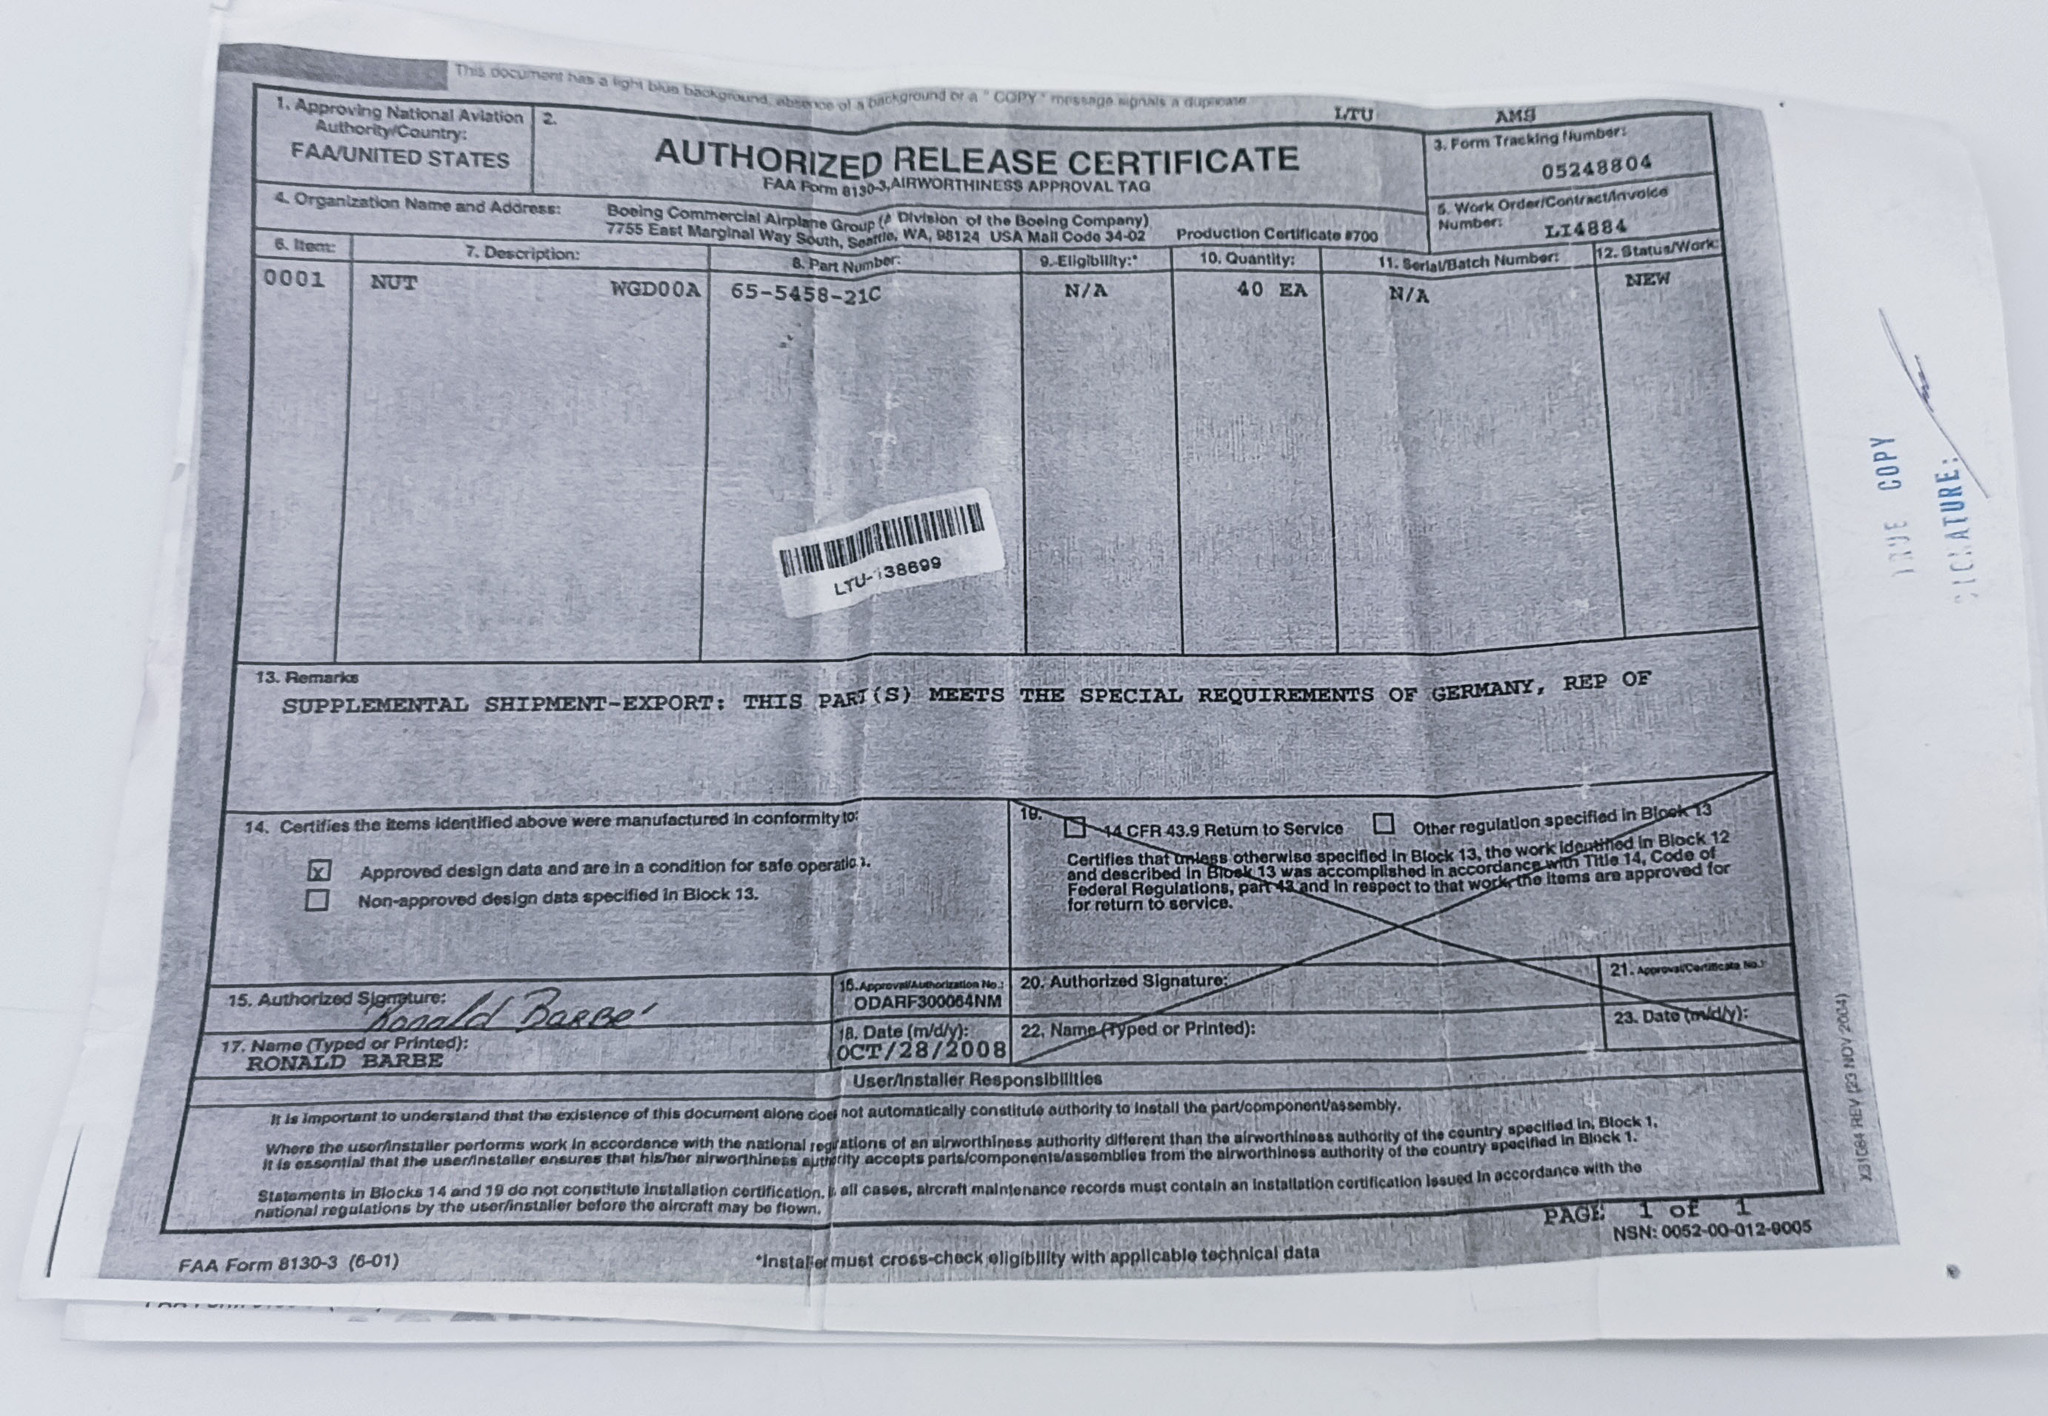 This document has a light blue background, absence of a background or a "COPY" message signals a duplicate
LTU AMS
1. Approving National Aviation
Authority/Country:
FAA/UNITED STATES
2.
AUTHORIZED RELEASE CERTIFICATE
FAA Form 8130-3, AIRWORTHINESS APPROVAL TAG
3. Form Tracking Number:
05248804
4. Organization Name and Address:
Boeing Commercial Airplane Group (A Division of the Boeing Company)
7755 East Marginal Way South, Seattle, WA, 98124 USA Mail Code 34-02 Production Certificate #700
5. Work Order/Contract/Invoice
Number: LI4884
6. Item: 7. Description: 8. Part Number: 9. Eligibility:* 10. Quantity: 11. Serial/Batch Number: 12. Status/Work:
0001 NUT WGD00A 65-5458-21C N/A 40 EA N/A NEW
LTU-138699
13. Remarks
SUPPLEMENTAL SHIPMENT-EXPORT: THIS PART(S) MEETS THE SPECIAL REQUIREMENTS OF GERMANY, REP OF
14. Certifies the items identified above were manufactured in conformity to:
x Approved design data and are in a condition for safe operation.
Non-approved design data specified in Block 13.
19. 14 CFR 43.9 Return to Service Other regulation specified in Block 13
Certifies that unless otherwise specified in Block 13, the work identified in Block 12
and described in Block 13 was accomplished in accordance with Title 14, Code of
Federal Regulations, part 43 and in respect to that work, the items are approved for
for return to service.
15. Authorized Signature:
Ronald Barbe
16. Approval/Authorization No.:
ODARF300064NM
17. Name (Typed or Printed):
RONALD BARBE
18. Date (m/d/y):
OCT/28/2008
20. Authorized Signature:
21. Approval/Certificate No.:
22. Name (Typed or Printed):
23. Date (m/d/y):
User/Installer Responsibilities
It is important to understand that the existence of this document alone does not automatically constitute authority to install the part/component/assembly.
Where the user/installer performs work in accordance with the national regulations of an airworthiness authority different than the airworthiness authority of the country specified in, Block 1,
it is essential that the user/installer ensures that his/her airworthiness authority accepts parts/components/assemblies from the airworthiness authority of the country specified in Block 1.
Statements in Blocks 14 and 19 do not constitute installation certification. all cases, aircraft maintenance records must contain an installation certification issued in accordance with the
national regulations by the user/installer before the aircraft may be flown.
PAGE 1 of 1
NSN: 0052-00-012-9005
FAA Form 8130-3 (6-01)
*Installer must cross-check eligibility with applicable technical data
X31084 REV (23 NOV 2004)
TRUE COPY
SIGNATURE: